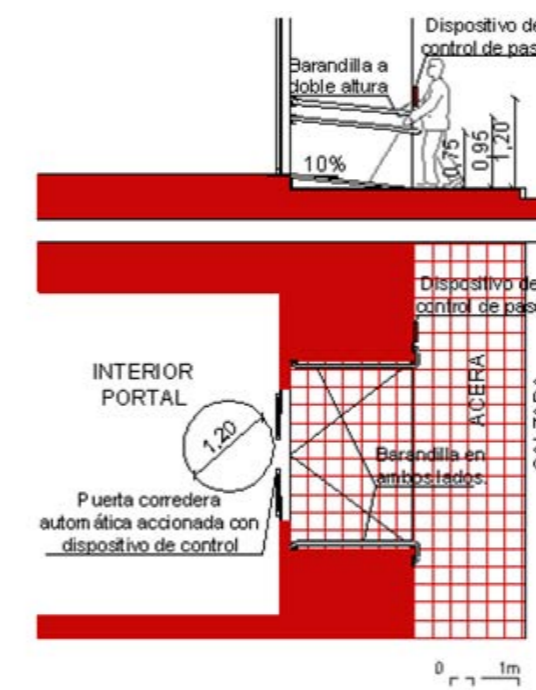 Dispositivo de
control de pas
Barandilla a
doble altura
10%
0,75
0,95
1,20
Dispositivo de
control de paso
INTERIOR
PORTAL
1,20
ACERA
Barandilla en
ambos lados.
Puerta corredera
automática accionada con
dispositivo de control
0
1m